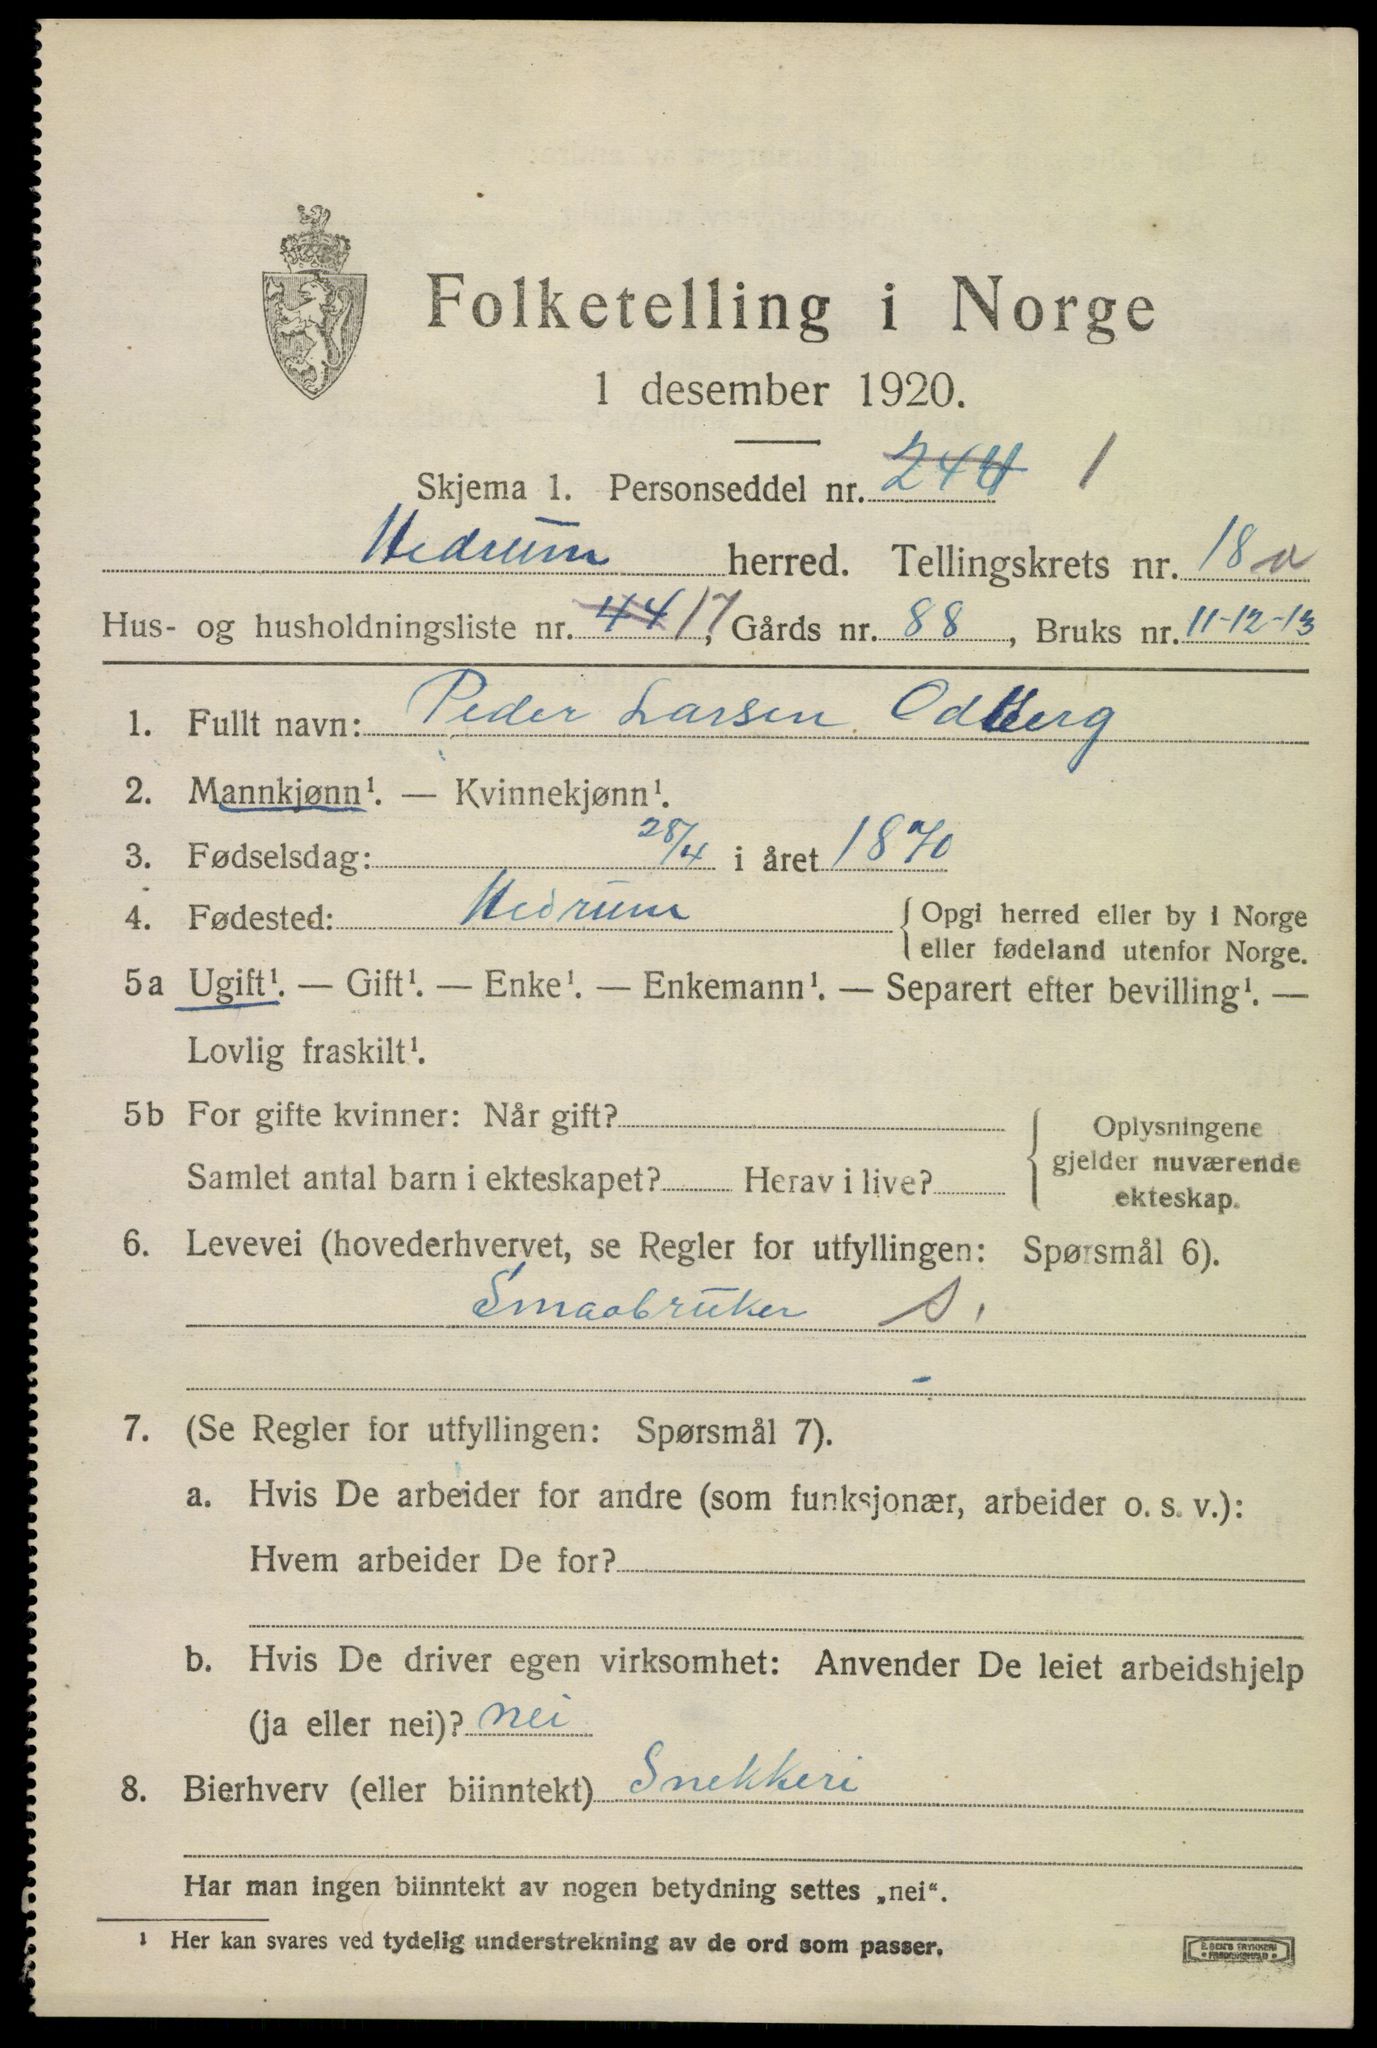 Folketelling i Norge
1 desember 1920.
Skjema 1. Personseddel nr. 244 1
Hedrum herred. Tellingskrets nr. 18 a
Hus- og husholdningsliste nr. 44 17, Gårds nr. 88, Bruks nr. 11-12-13
1. Fullt navn: Peder Larsen Odberg
2. Mannkjønn¹. — Kvinnekjønn¹.
3. Fødselsdag: 28/4 i året 1870
4. Fødested: Hedrum { Opgi herred eller by i Norge
eller fødeland utenfor Norge.
5a Ugift¹. — Gift¹. — Enke¹. — Enkemann¹. — Separert efter bevilling¹. —
Lovlig fraskilt¹.
5b For gifte kvinner: Når gift?
Samlet antal barn i ekteskapet? Herav i live?
{ Oplysningene
gjelder nuværende
ekteskap.
6. Levevei (hovederhvervet, se Regler for utfyllingen: Spørsmål 6).
Smaabruker S.
7. (Se Regler for utfyllingen: Spørsmål 7).
a. Hvis De arbeider for andre (som funksjonær, arbeider o. s. v.):
Hvem arbeider De for?
b. Hvis De driver egen virksomhet: Anvender De leiet arbeidshjelp
(ja eller nei)? nei
8. Bierhverv (eller biinntekt) Snekkeri
Har man ingen biinntekt av nogen betydning settes „nei“.
¹ Her kan svares ved tydelig understrekning av de ord som passer.